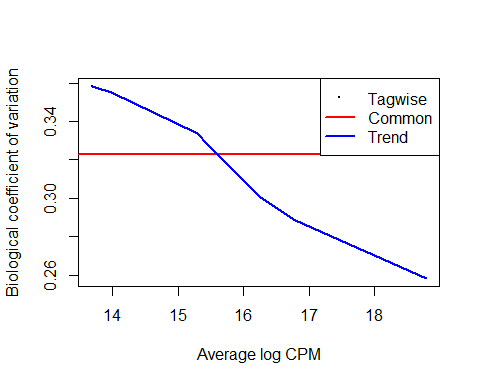 Biological coefficient of variation
0.34
0.30
0.26
Tagwise
Common
Trend
14 15 16 17 18
Average log CPM